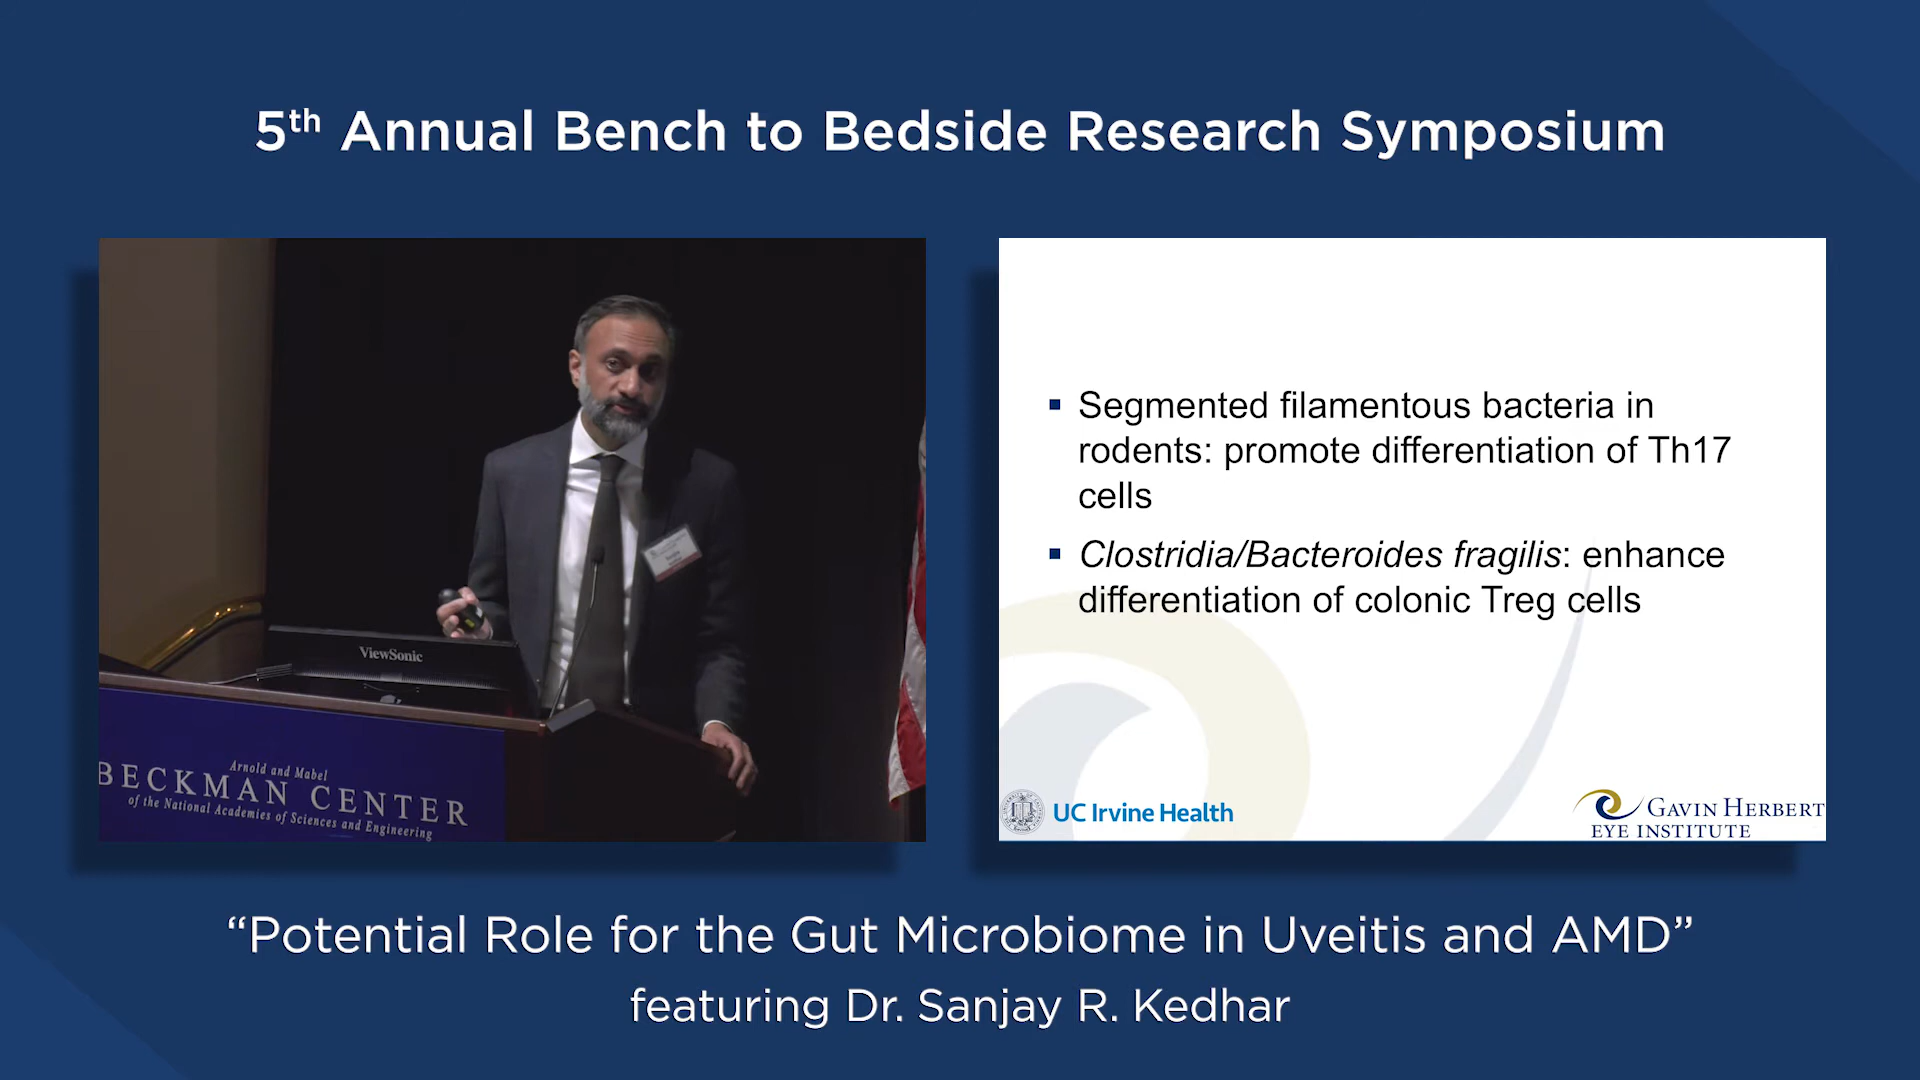 5th Annual Bench to Bedside Research Symposium
ViewSonic
Arnold and Mabel
BECKMAN CENTER
of the National Academies of Sciences and Engineering
▪ Segmented filamentous bacteria in
rodents: promote differentiation of Th17
cells
▪ Clostridia/Bacteroides fragilis: enhance
differentiation of colonic Treg cells
UC Irvine Health
GAVIN HERBERT
EYE INSTITUTE
“Potential Role for the Gut Microbiome in Uveitis and AMD”
featuring Dr. Sanjay R. Kedhar